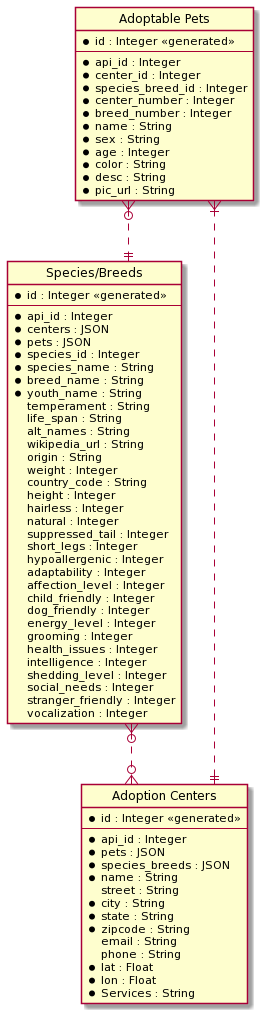 Adoptable Pets
id : Integer «generated»
api_id : Integer
center_id : Integer
species_breed_id : Integer
center_number : Integer
breed_number : Integer
name : String
sex : String
age : Integer
color : String
desc : String
pic_url : String
Species/Breeds
id : Integer «generated»
api_id : Integer
centers : JSON
pets : JSON
species_id : Integer
species_name : String
breed_name : String
youth_name : String
temperament : String
life_span : String
alt_names : String
wikipedia_url : String
origin : String
weight : Integer
country_code : String
height : Integer
hairless : Integer
natural : Integer
suppressed_tail : Integer
short_legs : Integer
hypoallergenic : Integer
adaptability : Integer
affection_level : Integer
child_friendly : Integer
dog_friendly : Integer
energy_level : Integer
grooming : Integer
health_issues : Integer
intelligence : Integer
shedding_level : Integer
social_needs : Integer
stranger_friendly : Integer
vocalization : Integer
Adoption Centers
id : Integer «generated»
api_id : Integer
pets : JSON
species_breeds : JSON
name : String
street : String
city : String
state : String
zipcode : String
email : String
phone : String
lat : Float
lon : Float
Services : String